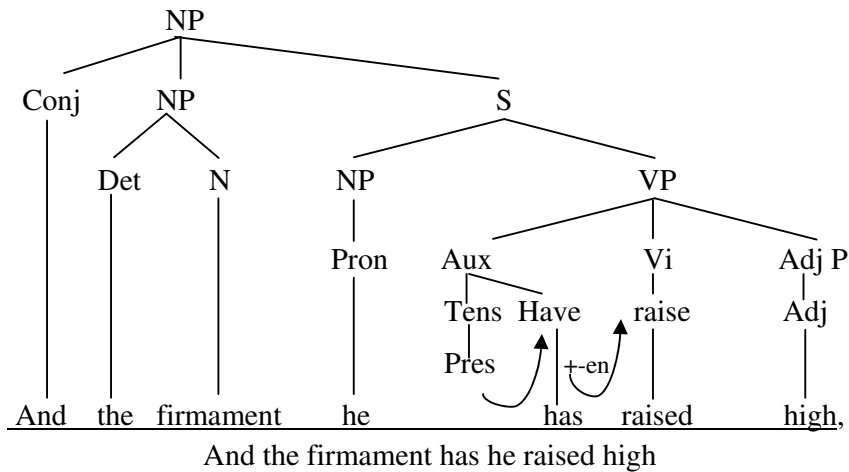 NP
Conj NP S
Det N NP VP
Pron Aux Vi Adj P
Tens Have raise Adj
Pres +-en
And the firmament he has raised high,
And the firmament has he raised high